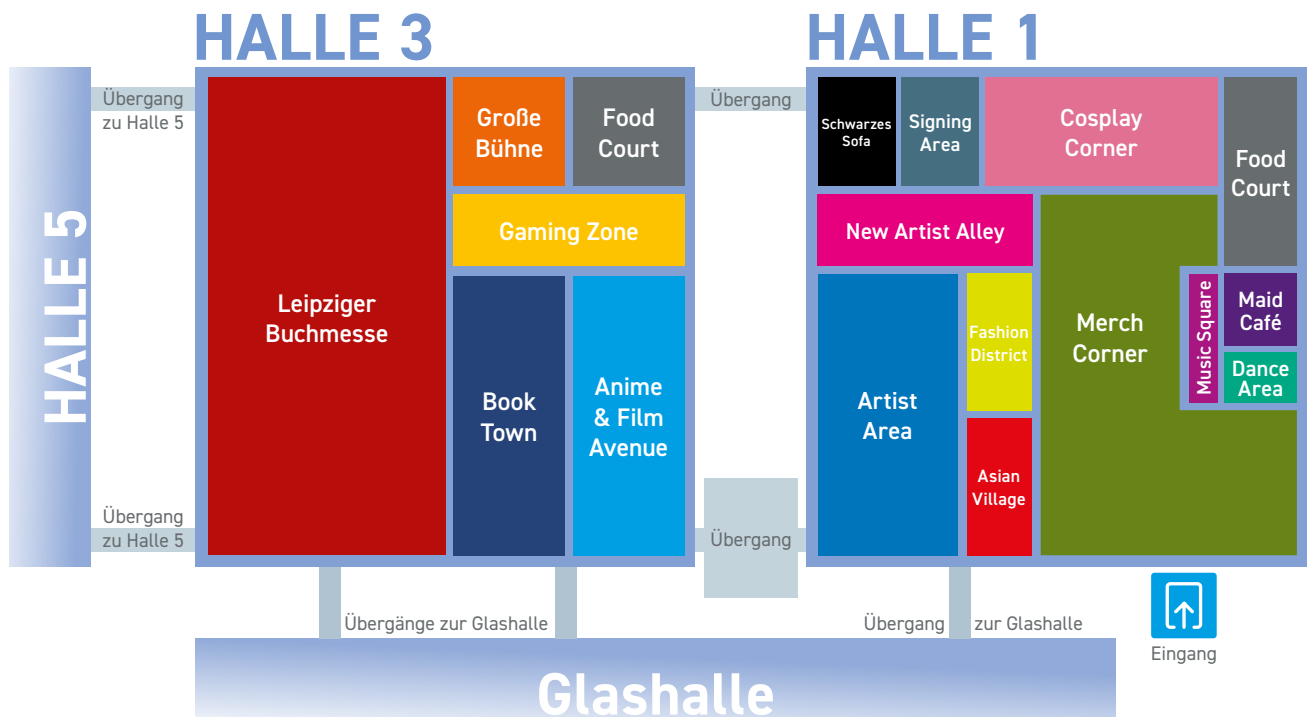 HALLE 3
HALLE 1
HALLE 5
Übergang
zu Halle 5
Übergang
zu Halle 5
Leipziger
Buchmesse
Große
Bühne
Food
Court
Gaming Zone
Book
Town
Anime
& Film
Avenue
Übergang
Übergang
Schwarzes
Sofa
Signing
Area
Cosplay
Corner
Food
Court
New Artist Alley
Artist
Area
Fashion
District
Asian
Village
Merch
Corner
Music Square
Maid
Café
Dance
Area
Übergänge zur Glashalle
Übergang zur Glashalle
Eingang
Glashalle